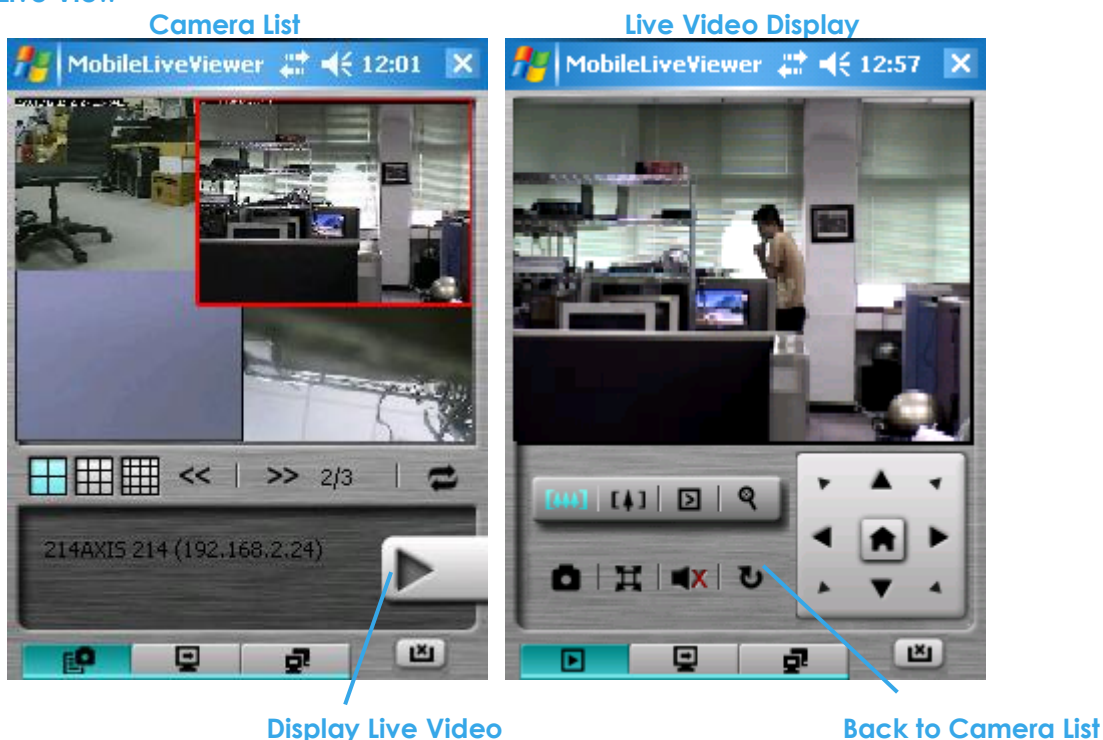 Live View
Camera List
Live Video Display
MobileLiveViewer 12:01
MobileLiveViewer 12:57
<< | >> 2/3 |
214AXIS 214 (192.168.2.24)
X
Display Live Video
Back to Camera List